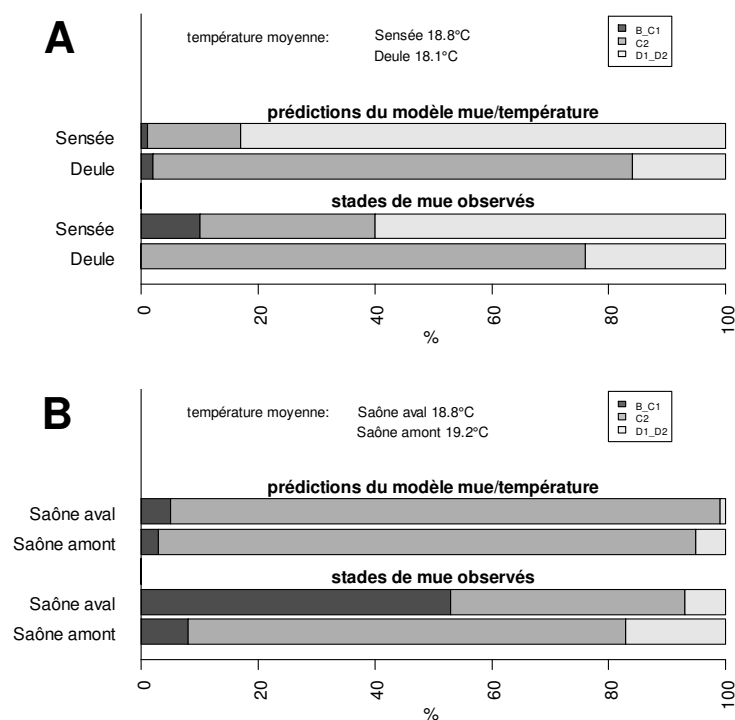 A
température moyenne: Sensée 18.8°C
Deule 18.1°C
B_C1
C2
D1_D2
prédictions du modèle mue/température
Sensée
Deule
stades de mue observés
Sensée
Deule
0 20 40 60 80 100
%
B
température moyenne: Saône aval 18.8°C
Saône amont 19.2°C
B_C1
C2
D1_D2
prédictions du modèle mue/température
Saône aval
Saône amont
stades de mue observés
Saône aval
Saône amont
0 20 40 60 80 100
%